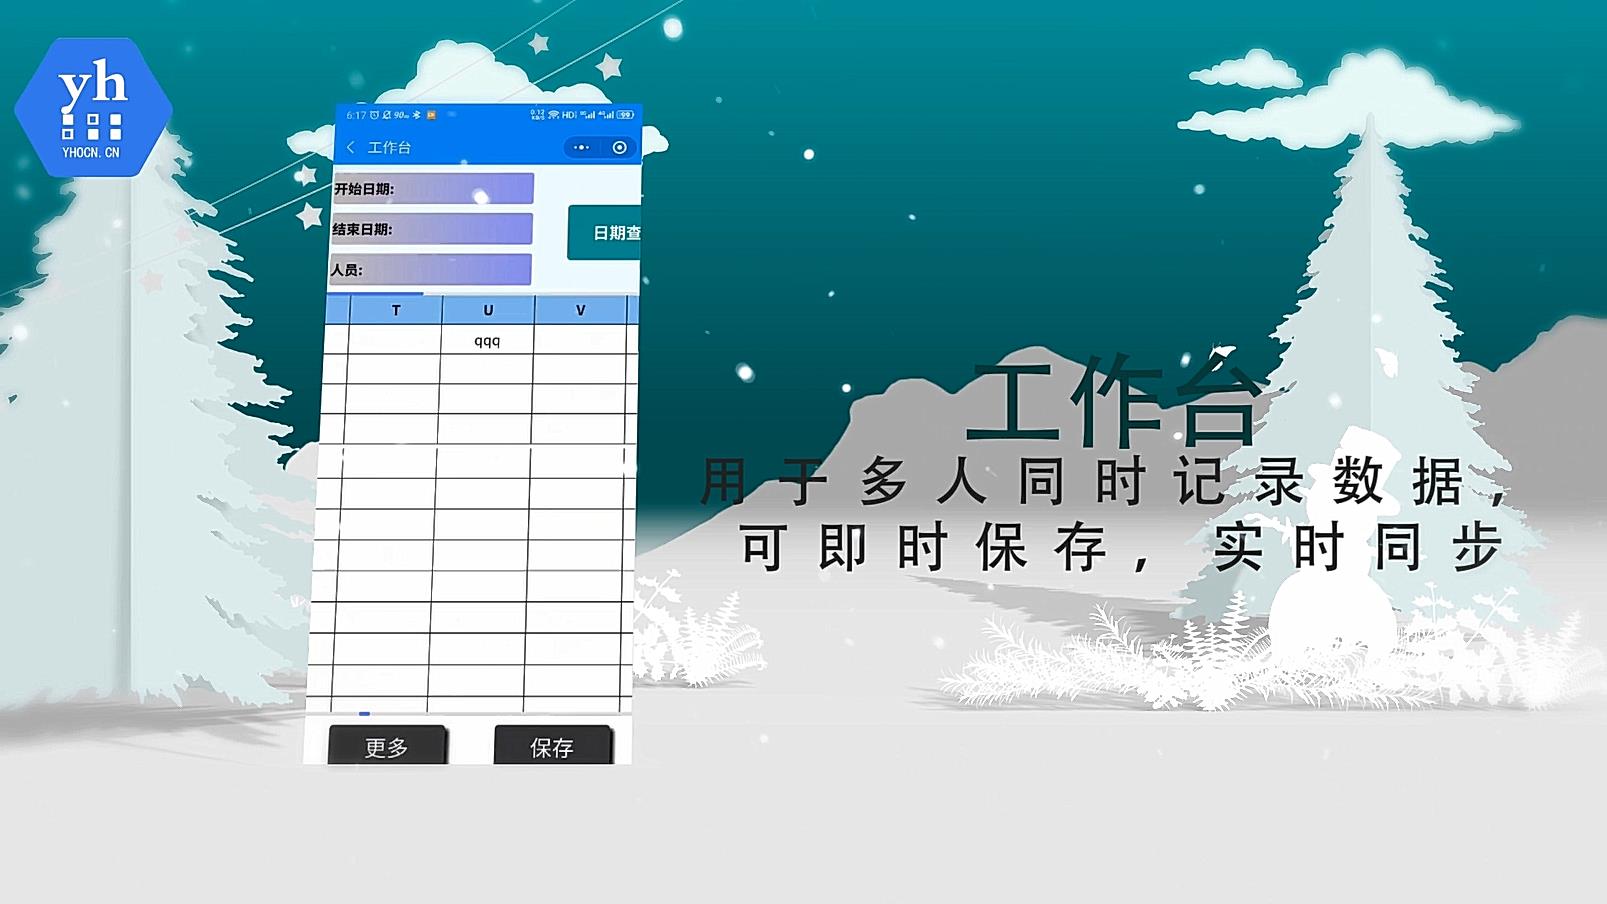 yh
YHOCN.CN
6:17
工作台
开始日期:
结束日期:
人员:
日期查
T U V
qqq
更多
保存
工作台
用于多人同时记录数据，
可即时保存，实时同步